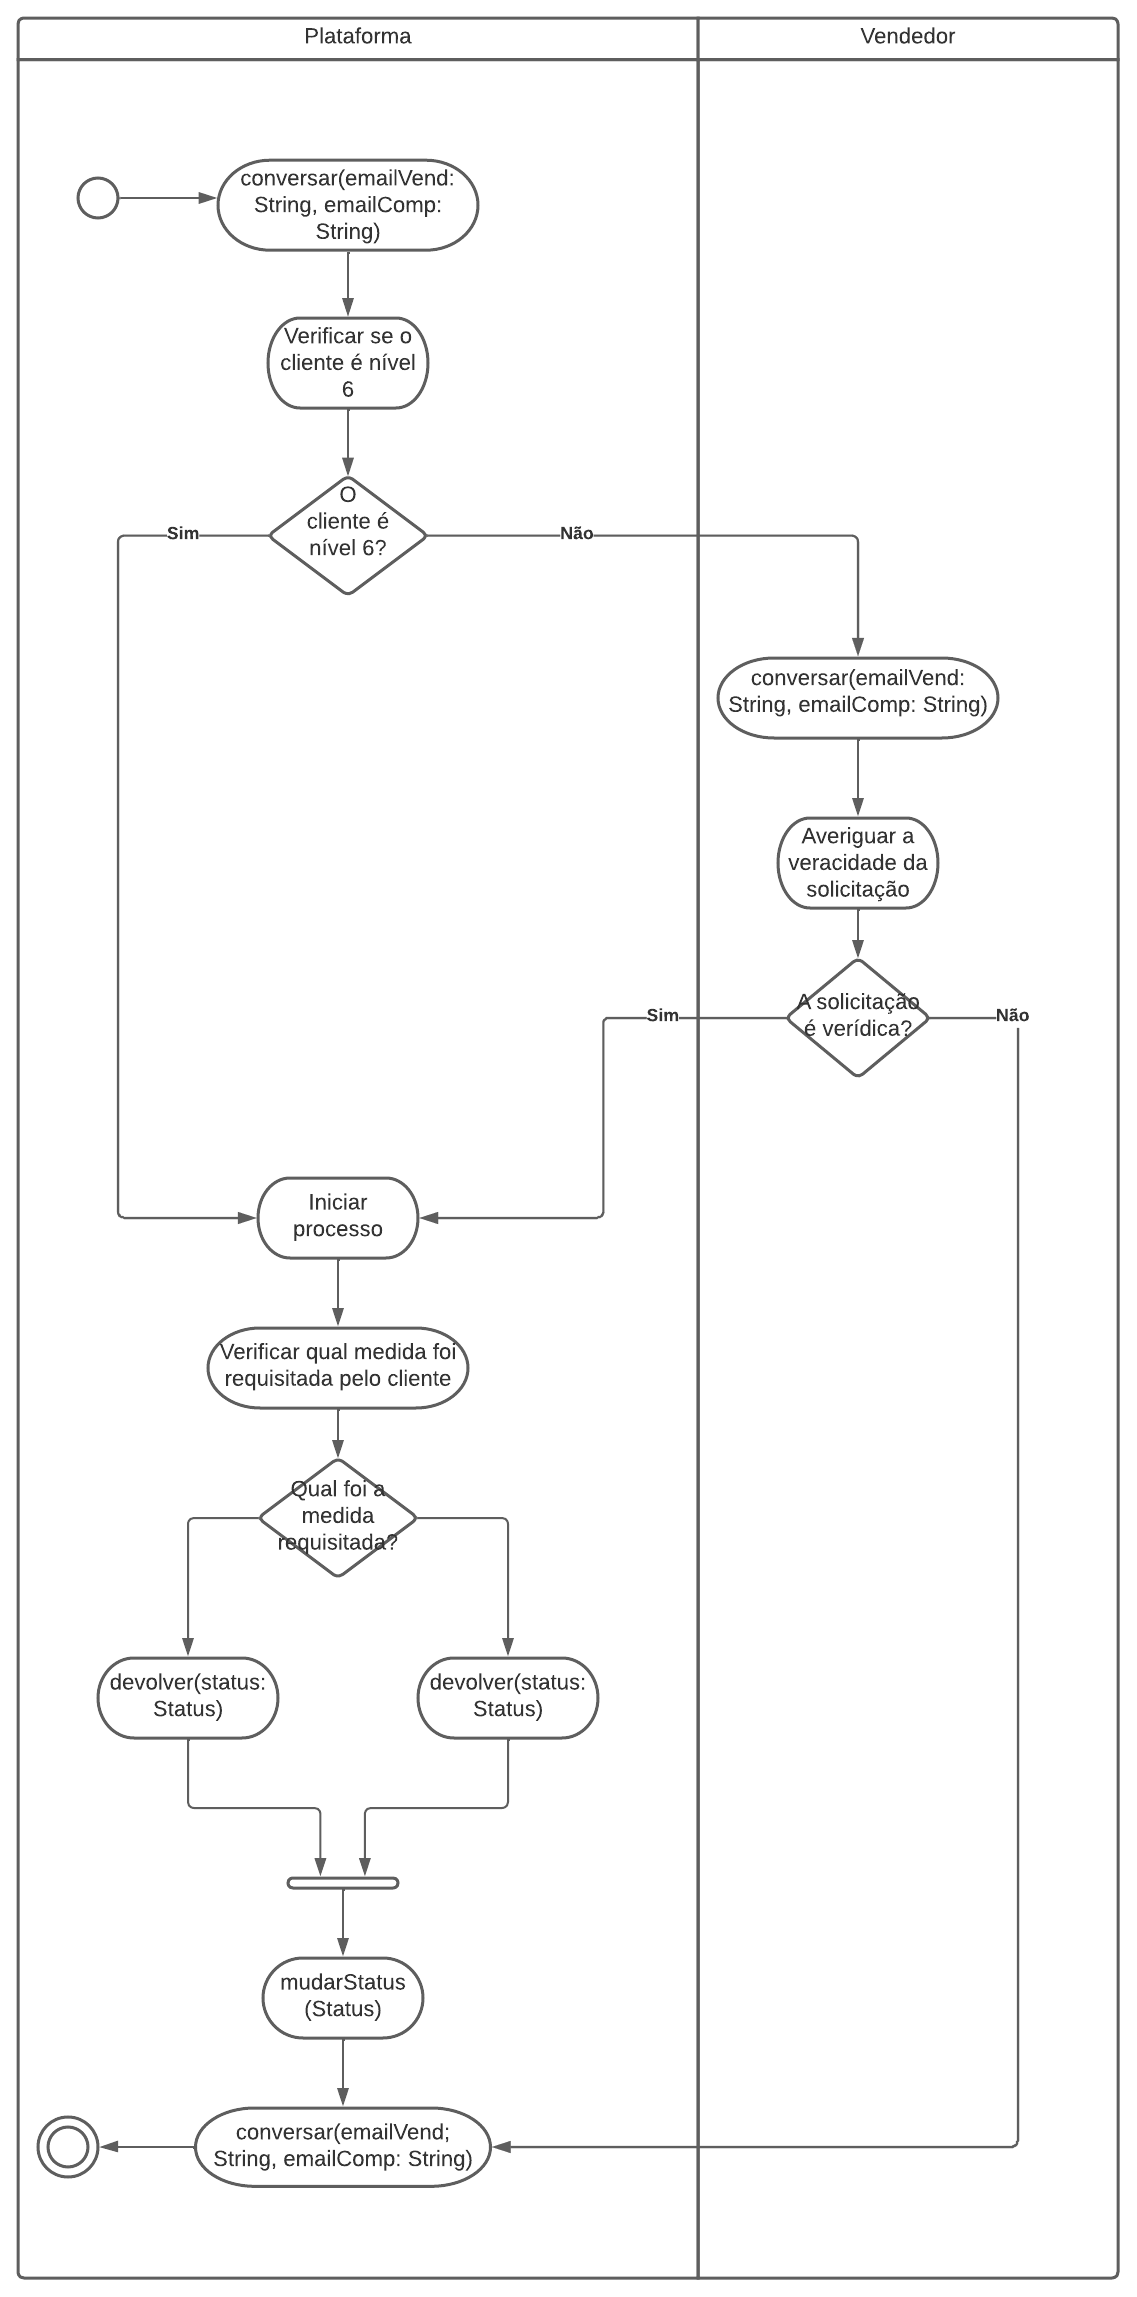 Plataforma
Vendedor
conversar(emailVend:
String, emailComp:
String)
Verificar se o
cliente é nível
6
O
cliente é
nível 6?
Sim
Não
conversar(emailVend:
String, emailComp: String)
Averiguar a
veracidade da
solicitação
A solicitação
é verídica?
Sim
Não
Iniciar
processo
Verificar qual medida foi
requisitada pelo cliente
Qual foi a
medida
requisitada?
devolver(status:
Status)
devolver(status:
Status)
mudarStatus
(Status)
conversar(emailVend;
String, emailComp: String)